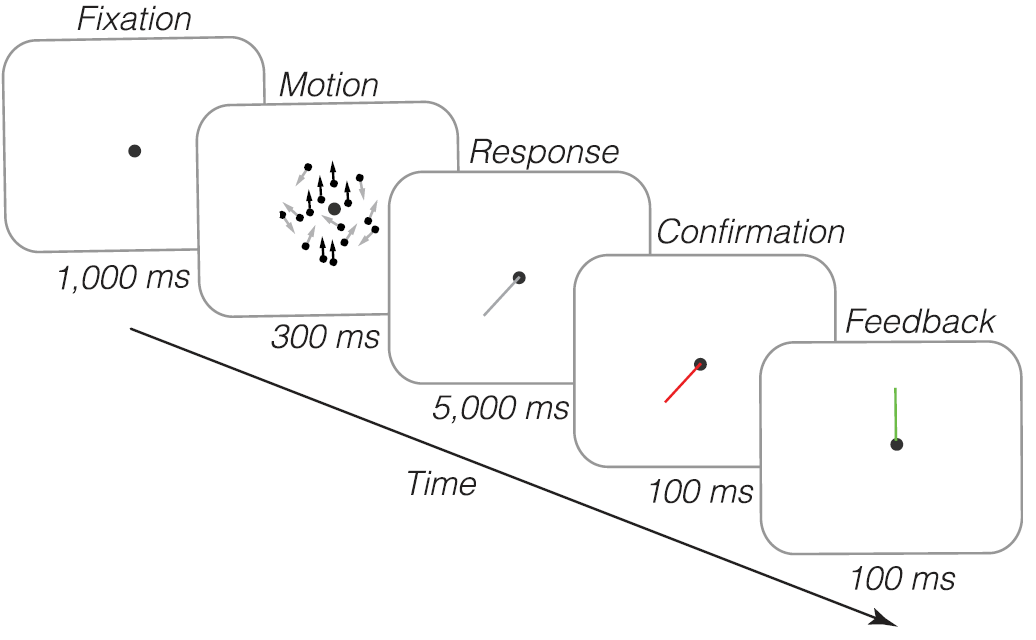 Fixation
1,000 ms
Motion
300 ms
Response
5,000 ms
Confirmation
100 ms
Feedback
100 ms
Time